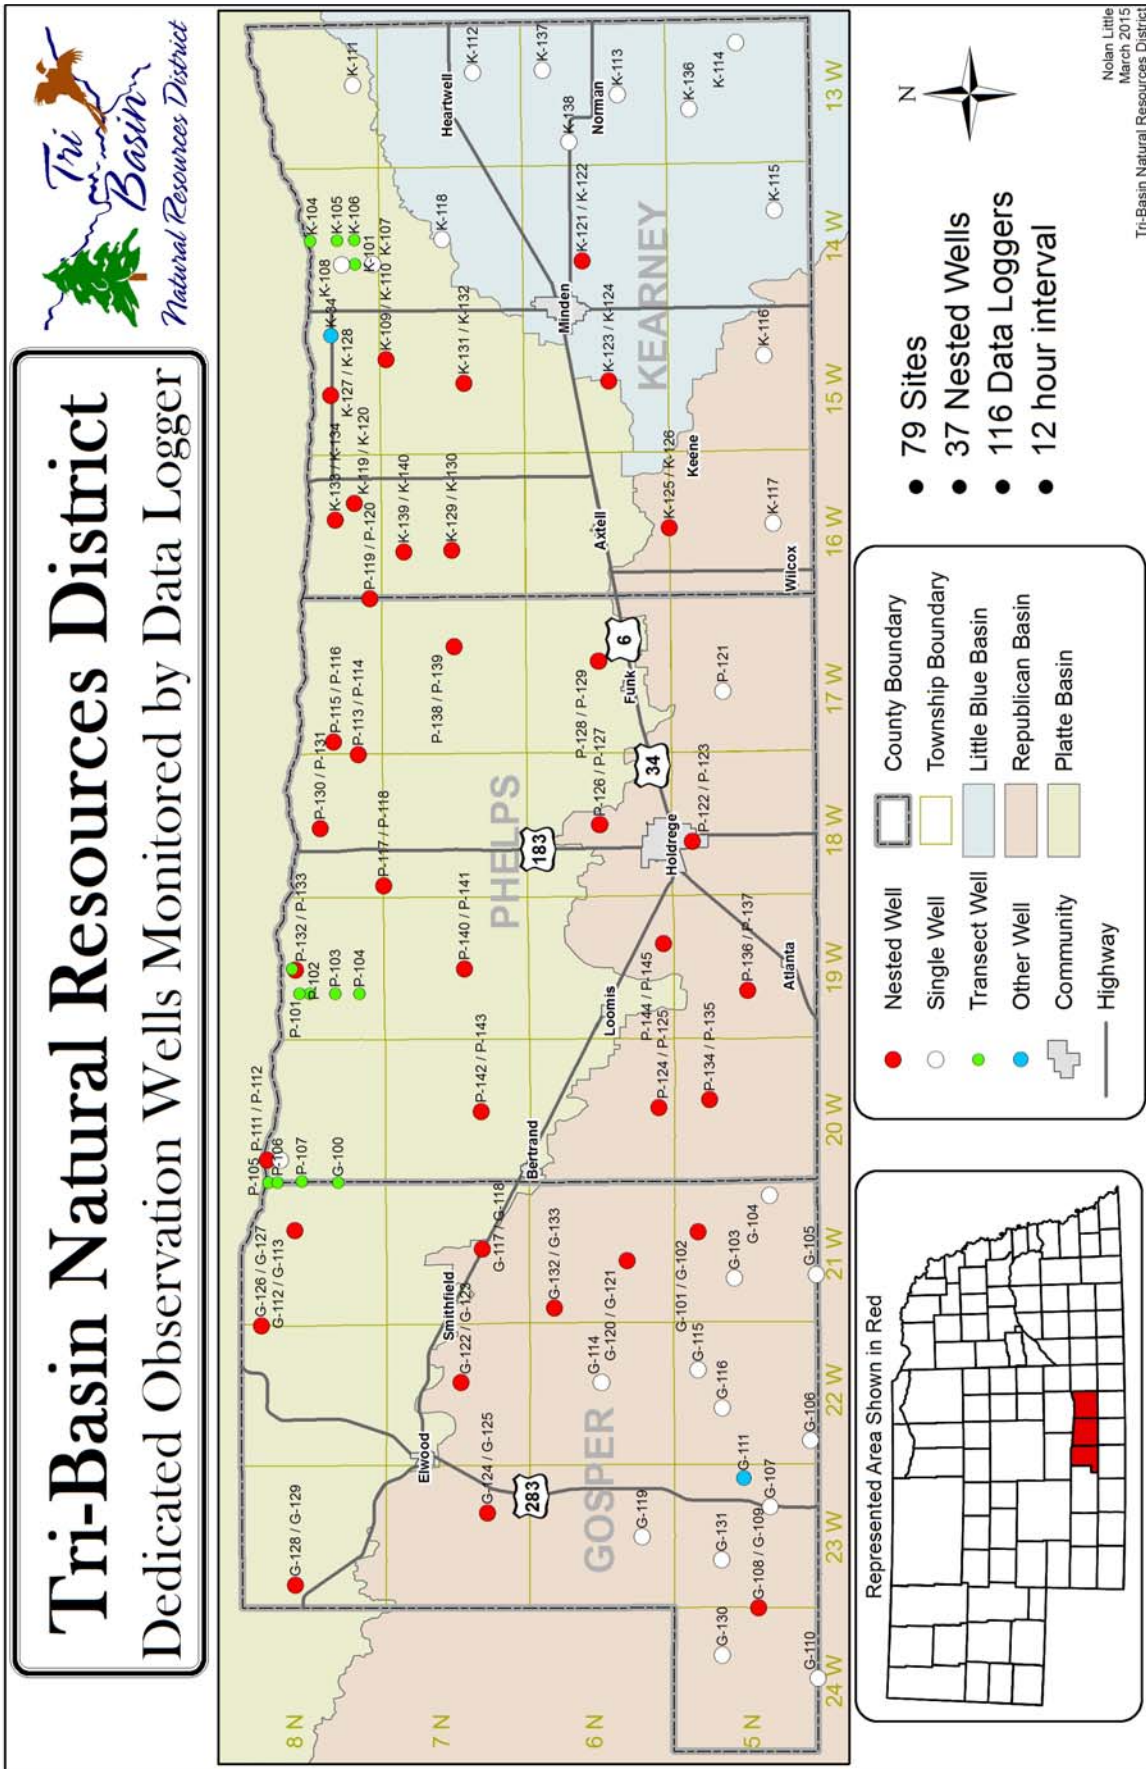 Tri-Basin Natural Resources District
Dedicated Observation Wells Monitored by Data Logger
Tri
Basin
Natural Resources District
8 N
7 N
6 N
5 N
24 W
23 W
22 W
21 W
20 W
19 W
18 W
17 W
16 W
15 W
14 W
13 W
GOSPER
PHELPS
KEARNEY
G-128 / G-129
G-126 / G-127
G-112 / G-113
Elwood
Smithfield
G-122 / G-123
G-117 / G-118
G-124 / G-125
283
G-132 / G-133
G-114
G-120 / G-121
G-119
G-101 / G-102
G-115
G-116
G-103
G-104
G-105
G-106
G-111
G-107
G-131
G-108 / G-109
G-130
G-110
P-105
P-111 / P-112
P-106
P-107
G-100
P-101
P-132 / P-133
P-102
P-103
P-104
P-130 / P-131
P-115 / P-116
P-113 / P-114
P-117 / P-118
P-119 / P-120
P-142 / P-143
P-140 / P-141
P-138 / P-139
183
Bertrand
Loomis
P-128 / P-129
P-126 / P-127
Funk
6
34
Holdrege
P-144 / P-145
P-124 / P-125
P-134 / P-135
P-136 / P-137
P-122 / P-123
P-121
Atlanta
K-133 / K-134
K-119 / K-120
K-139 / K-140
K-129 / K-130
K-127 / K-128
K-34
K-108
K-104
K-105
K-106
K-101
K-107
K-109 / K-110
K-131 / K-132
K-118
K-111
K-112
K-137
K-113
K-136
K-114
K-138
K-121 / K-122
K-123 / K-124
K-125 / K-126
K-115
K-116
K-117
Heartwell
Norman
Minden
Axtell
Keene
Wilcox
Represented Area Shown in Red
Nested Well
Single Well
Transect Well
Other Well
Community
Highway
County Boundary
Township Boundary
Little Blue Basin
Republican Basin
Platte Basin
• 79 Sites
• 37 Nested Wells
• 116 Data Loggers
• 12 hour interval
N
Nolan Little
March 2015
Tri-Basin Natural Resources District